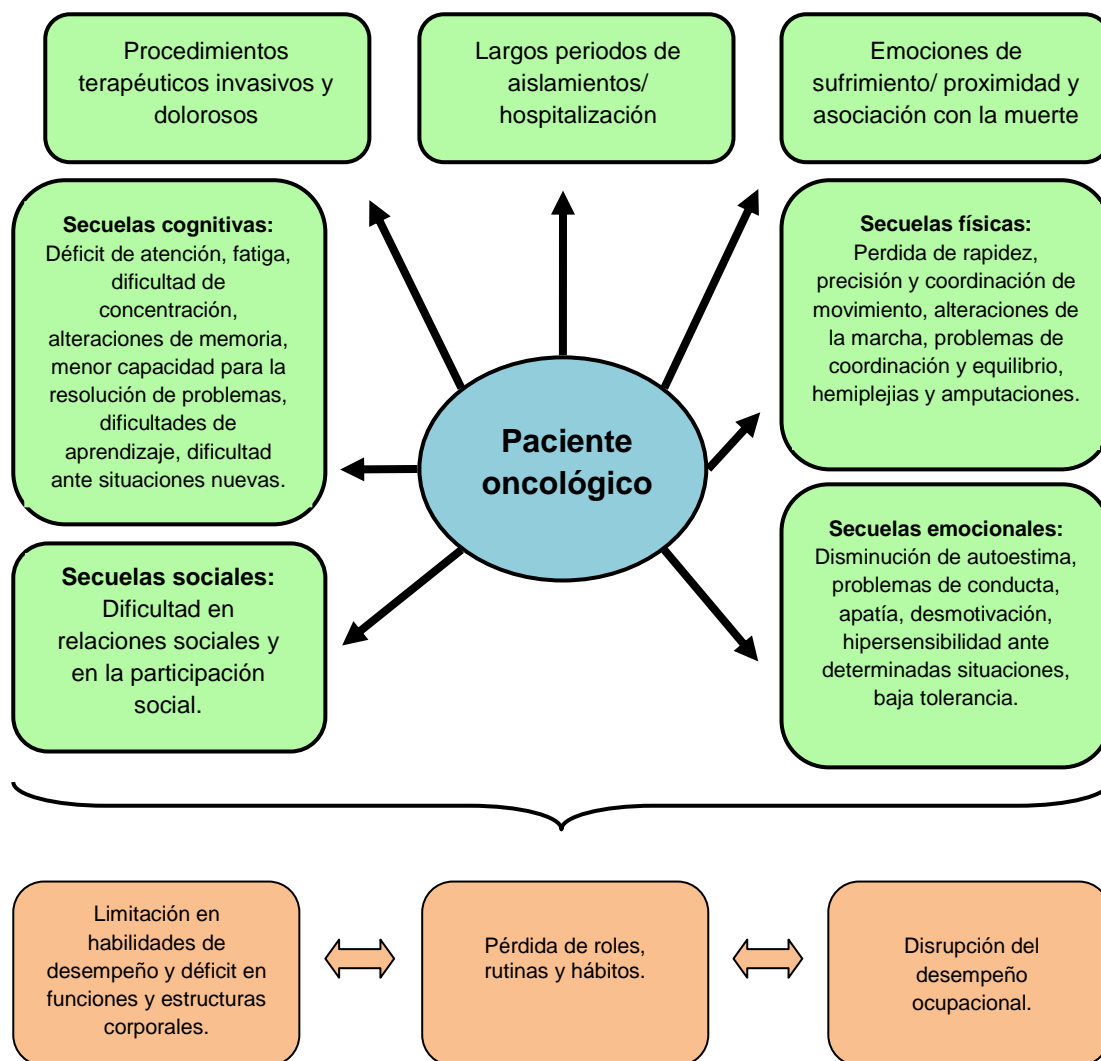 Procedimientos
terapéuticos invasivos y
dolorosos
Largos periodos de
aislamientos/
hospitalización
Emociones de
sufrimiento/ proximidad y
asociación con la muerte
Secuelas cognitivas:
Déficit de atención, fatiga,
dificultad de
concentración,
alteraciones de memoria,
menor capacidad para la
resolución de problemas,
dificultades de
aprendizaje, dificultad
ante situaciones nuevas.
Secuelas físicas:
Perdida de rapidez,
precisión y coordinación de
movimiento, alteraciones de
la marcha, problemas de
coordinación y equilibrio,
hemiplejias y amputaciones.
Paciente
oncológico
Secuelas sociales:
Dificultad en
relaciones sociales y
en la participación
social.
Secuelas emocionales:
Disminución de autoestima,
problemas de conducta,
apatía, desmotivación,
hipersensibilidad ante
determinadas situaciones,
baja tolerancia.
Limitación en
habilidades de
desempeño y déficit en
funciones y estructuras
corporales.
Pérdida de roles,
rutinas y hábitos.
Disrupción del
desempeño
ocupacional.